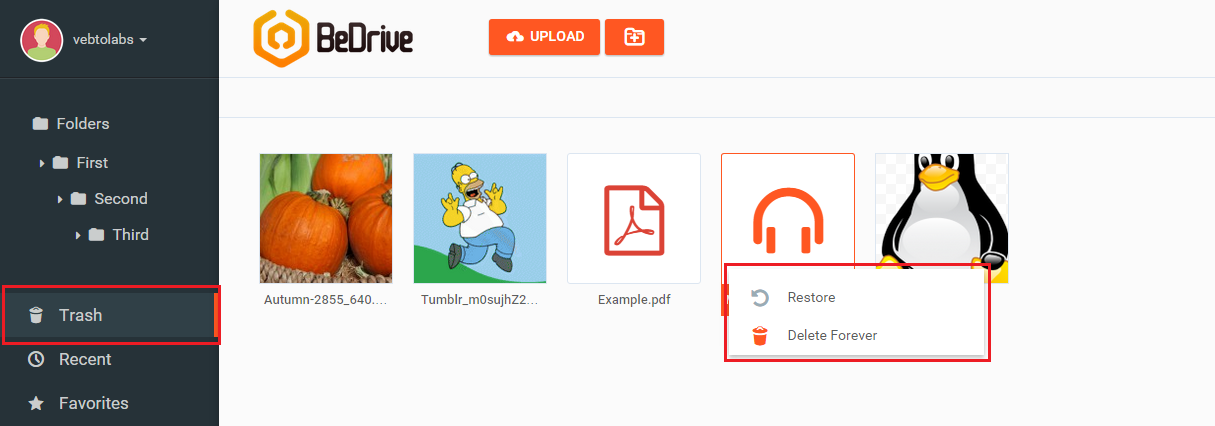 vebtolabs
BeDrive
UPLOAD
Folders
First
Second
Third
Trash
Recent
Favorites
Autumn-2855_640....
Tumblr_m0sujhZ2...
Example.pdf
Restore
Delete Forever